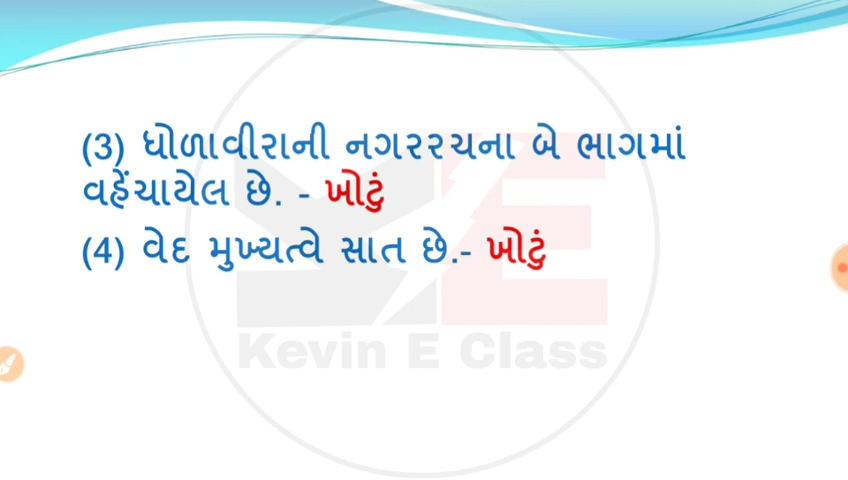 (3) ધોળાવીરાની નગરરચના બે ભાગમાં
વહેંચાયેલ છે. - ખોટું
(4) વેદ મુખ્યત્વે સાત છે.- ખોટું
Kevin E Class